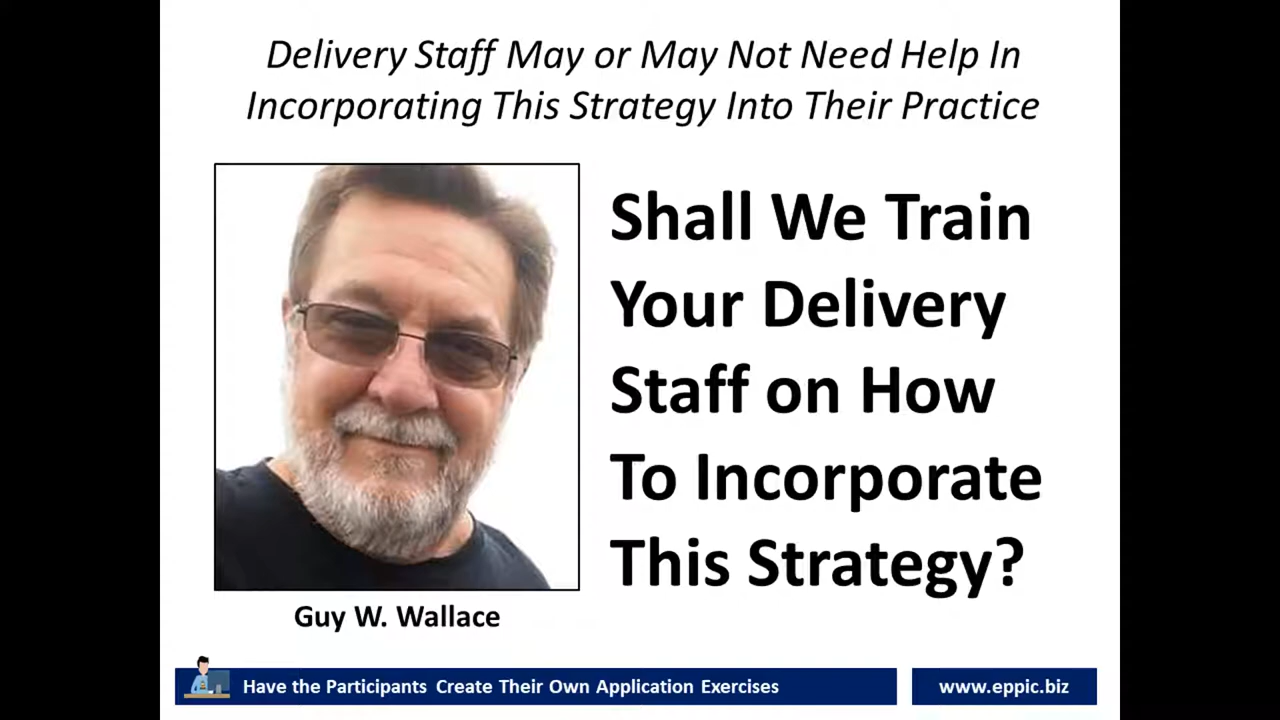 Delivery Staff May or May Not Need Help In
Incorporating This Strategy Into Their Practice
Shall We Train
Your Delivery
Staff on How
To Incorporate
This Strategy?
Guy W. Wallace
Have the Participants Create Their Own Application Exercises
www.eppic.biz